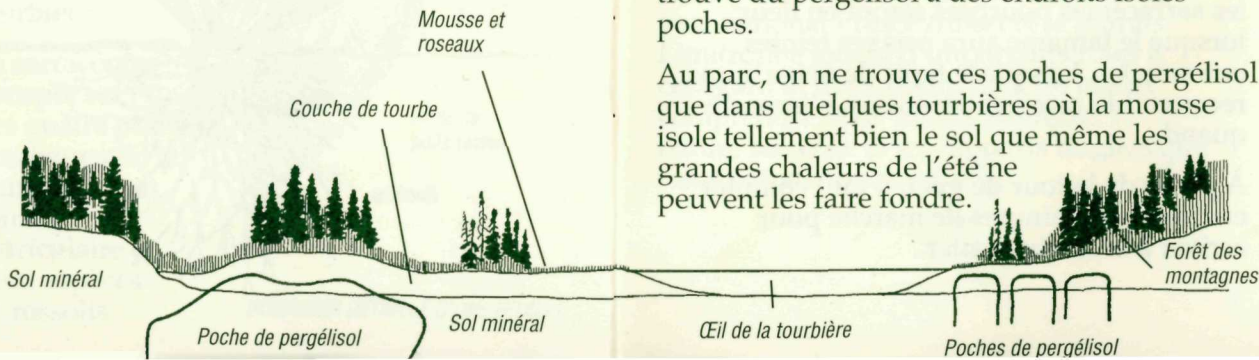 poches.
Au parc, on ne trouve ces poches de pergélisol
que dans quelques tourbières où la mousse
isole tellement bien le sol que même les
grandes chaleurs de l'été ne
peuvent les faire fondre.
Mousse et
roseaux
Couche de tourbe
Sol minéral
Poche de pergélisol
Sol minéral
Œil de la tourbière
Poches de pergélisol
Forêt des
montagnes